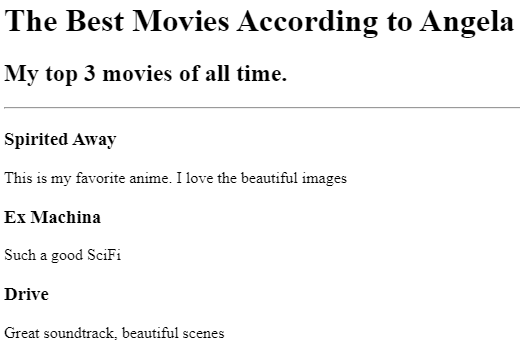 The Best Movies According to Angela
My top 3 movies of all time.
Spirited Away
This is my favorite anime. I love the beautiful images
Ex Machina
Such a good SciFi
Drive
Great soundtrack, beautiful scenes